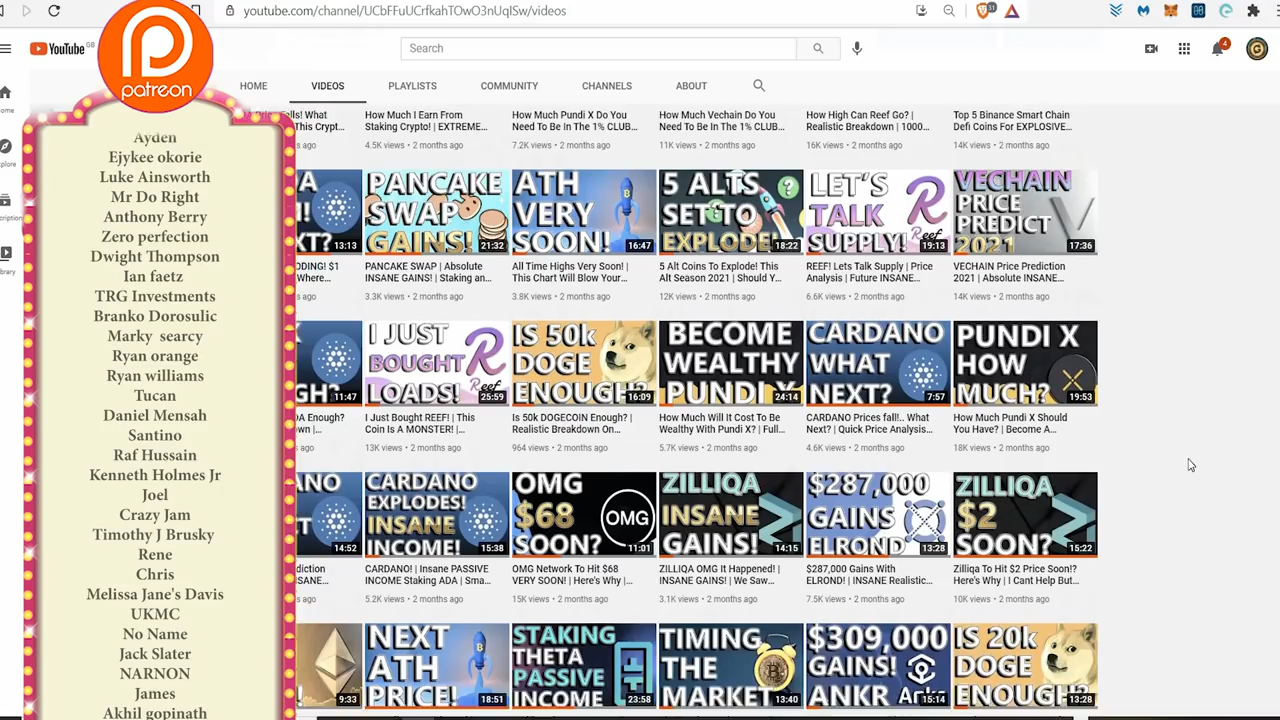 youtube.com/channel/UCbFFuUCrfkahTOwO3nUqISw/videos
31
YouTube GB
Search
4
patreon
HOME
VIDEOS
PLAYLISTS
COMMUNITY
CHANNELS
ABOUT
Ayden
Ejykee okorie
Luke Ainsworth
Mr Do Right
Anthony Berry
Zero perfection
Dwight Thompson
Ian faetz
TRG Investments
Branko Dorosulic
Marky searcy
Ryan orange
Ryan williams
Tucan
Daniel Mensah
Santino
Raf Hussain
Kenneth Holmes Jr
Joel
Crazy Jam
Timothy J Brusky
Rene
Chris
Melissa Jane's Davis
UKMC
No Name
Jack Slater
NARNON
James
Akhil gopinath
How Much I Earn From
Staking Crypto! | EXTREME...
4.5K views • 2 months ago
How Much Pundi X Do You
Need To Be In The 1% CLUB...
7.2K views • 2 months ago
How Much Vechain Do You
Need To Be In The 1% CLUB...
11K views • 2 months ago
How High Can Reef Go? |
Realistic Breakdown | 1000...
16K views • 2 months ago
Top 5 Binance Smart Chain
Defi Coins For EXPLOSIVE...
14K views • 2 months ago
13:13
PANCAKE
SWAP
GAINS!
21:32
ATH
VERY
SOON!
16:47
5 ALTS
SET TO
EXPLODE!
18:22
LET'S
TALK
SUPPLY!
Reef
19:13
VECHAIN
PRICE
PREDICT
2021
17:36
PANCAKE SWAP | Absolute
INSANE GAINS! | Staking an...
3.3K views • 2 months ago
All Time Highs Very Soon! |
This Chart Will Blow Your...
3.8K views • 2 months ago
5 Alt Coins To Explode! This
Alt Season 2021 | Should Y...
12K views • 2 months ago
REEF! Lets Talk Supply | Price
Analysis | Future INSANE...
6.6K views • 2 months ago
VECHAIN Price Prediction
2021 | Absolute INSANE...
14K views • 2 months ago
11:47
I JUST
BOUGHT
LOADS!
Reef
25:59
IS 50k
DOGE
ENOUGH?
16:09
BECOME
WEALTHY
PUNDI X
24:14
CARDANO
WHAT
NEXT?
7:57
PUNDI X
HOW
MUCH?
19:53
I Just Bought REEF! | This
Coin Is A MONSTER! |...
13K views • 2 months ago
Is 50k DOGECOIN Enough? |
Realistic Breakdown On...
964 views • 2 months ago
How Much Will It Cost To Be
Wealthy With Pundi X? | Full...
5.7K views • 2 months ago
CARDANO Prices fall!.. What
Next? | Quick Price Analysis...
4.6K views • 2 months ago
How Much Pundi X Should
You Have? | Become A...
18K views • 2 months ago
14:52
CARDANO
EXPLODES!
INSANE
INCOME!
15:38
OMG
$68
SOON?
OMG
11:01
ZILLIQA
INSANE
GAINS!
14:15
$287,000
GAINS
ELROND
13:28
ZILLIQA
$2
SOON?
15:22
CARDANO! | Insane PASSIVE
INCOME Staking ADA | Sma...
5.2K views • 2 months ago
OMG Network To Hit $68
VERY SOON! | Here's Why |...
15K views • 2 months ago
ZILLIQA OMG It Happened! |
INSANE GAINS! | We Saw...
3.1K views • 2 months ago
$287,000 Gains With
ELROND! | INSANE Realistic...
7.5K views • 2 months ago
Zilliqa To Hit $2 Price Soon!?
Here's Why | I Cant Help But...
10K views • 2 months ago
9:33
NEXT
ATH
PRICE!
18:51
STAKING
THETA
PASSIVE
INCOME
23:58
TIMING
THE
MARKET
13:40
$309,000
GAINS!
ANKR
15:14
IS 20k
DOGE
ENOUGH?
13:28